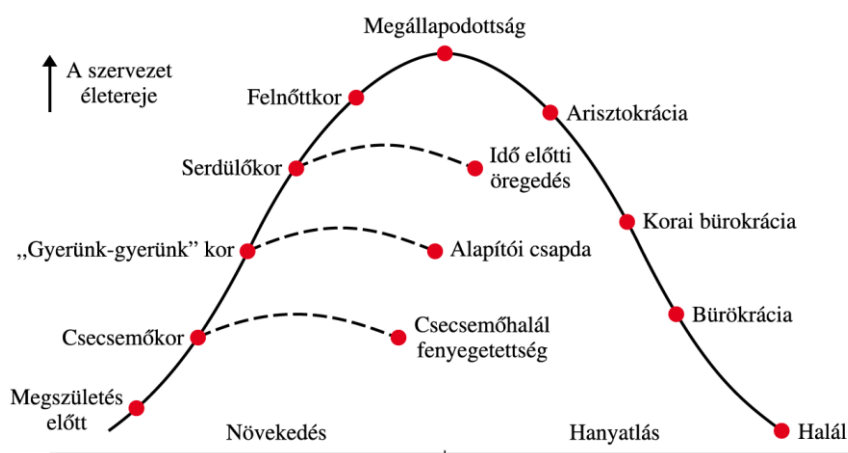 Megállapodottság
A szervezet
életereje
Felnőttkor
Arisztokrácia
Serdülőkor
Idő előtti
öregedés
,,Gyerünk-gyerünk” kor
Alapítói csapda
Korai bürokrácia
Csecsemőkor
Csecsemőhalál
fenyegetettség
Bürökrácia
Megszületés
előtt
Növekedés
Hanyatlás
Halál